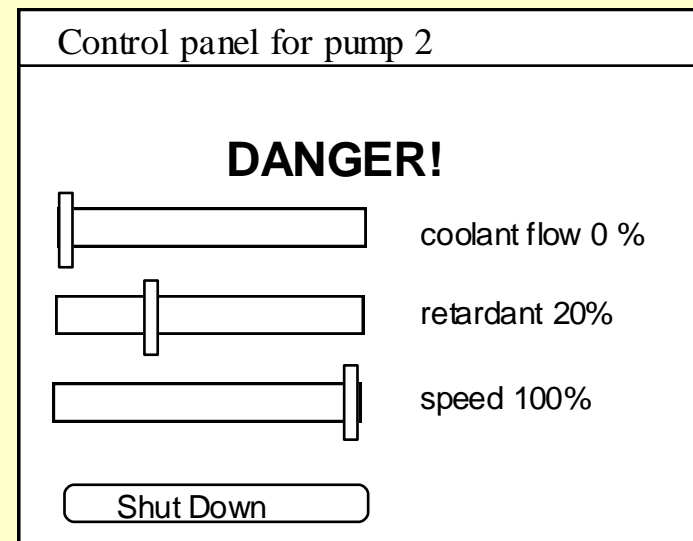 Control panel for pump 2
DANGER!
coolant flow 0 %
retardant 20%
speed 100%
Shut Down